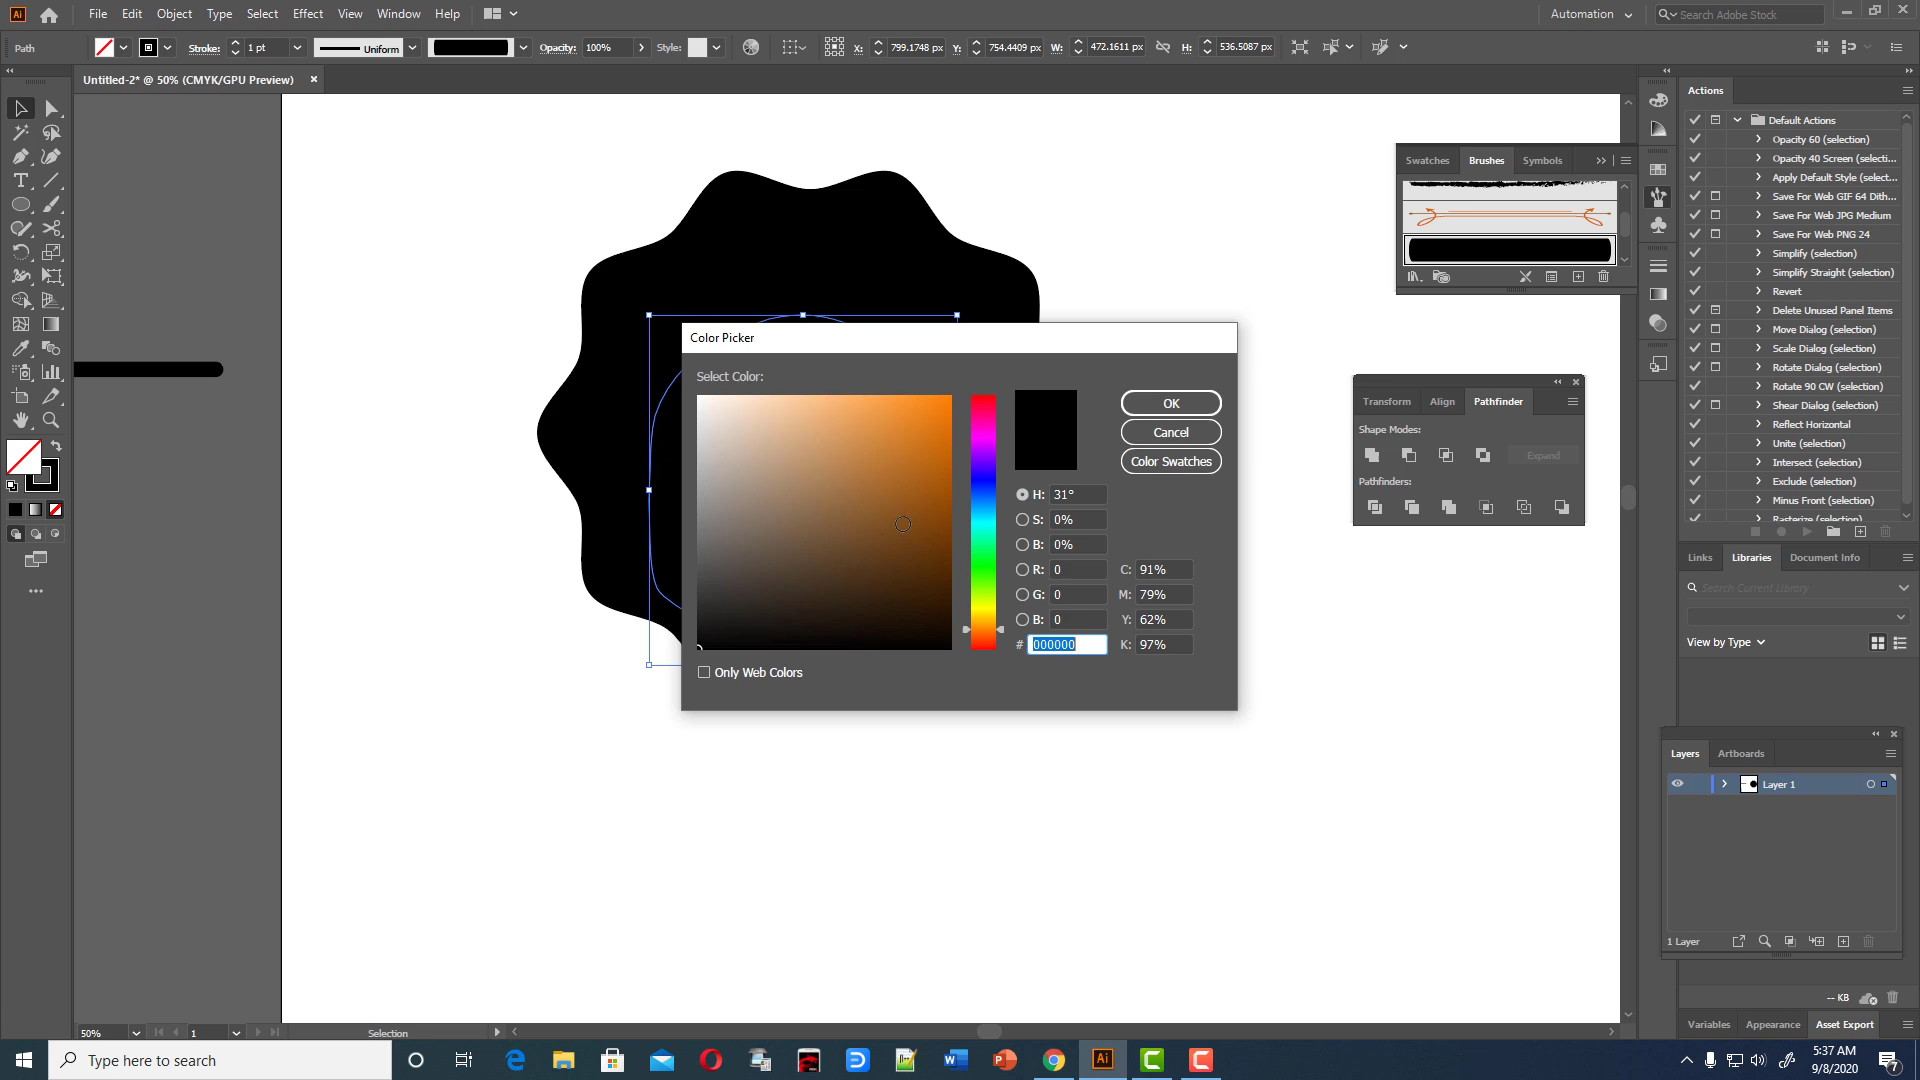 File Edit Object Type Select Effect View Window Help
Automation
Search Adobe Stock
Path
Stroke: 1 pt
Uniform
Opacity: 100%
Style:
X: 799.1748 px Y: 754.4409 px W: 472.1611 px H: 536.5087 px
Untitled-2* @ 50% (CMYK/GPU Preview)
Swatches Brushes Symbols
Color Picker
Select Color:
OK
Cancel
Color Swatches
H: 31°
S: 0%
B: 0%
R: 0
G: 0
B: 0
# 000000
C: 91%
M: 79%
Y: 62%
K: 97%
Only Web Colors
Transform Align Pathfinder
Shape Modes:
Expand
Pathfinders:
Actions
Default Actions
Opacity 60 (selection)
Opacity 40 Screen (selecti...
Apply Default Style (select...
Save For Web GIF 64 Dith...
Save For Web JPG Medium
Save For Web PNG 24
Simplify (selection)
Simplify Straight (selection)
Revert
Delete Unused Panel Items
Move Dialog (selection)
Scale Dialog (selection)
Rotate Dialog (selection)
Rotate 90 CW (selection)
Shear Dialog (selection)
Reflect Horizontal
Unite (selection)
Intersect (selection)
Exclude (selection)
Minus Front (selection)
Rasterize (selection)
Links Libraries Document Info
Search Current Library
View by Type
Layers Artboards
Layer 1
1 Layer
-- KB
Variables Appearance Asset Export
50%
1
Selection
Type here to search
5:37 AM
9/8/2020
7